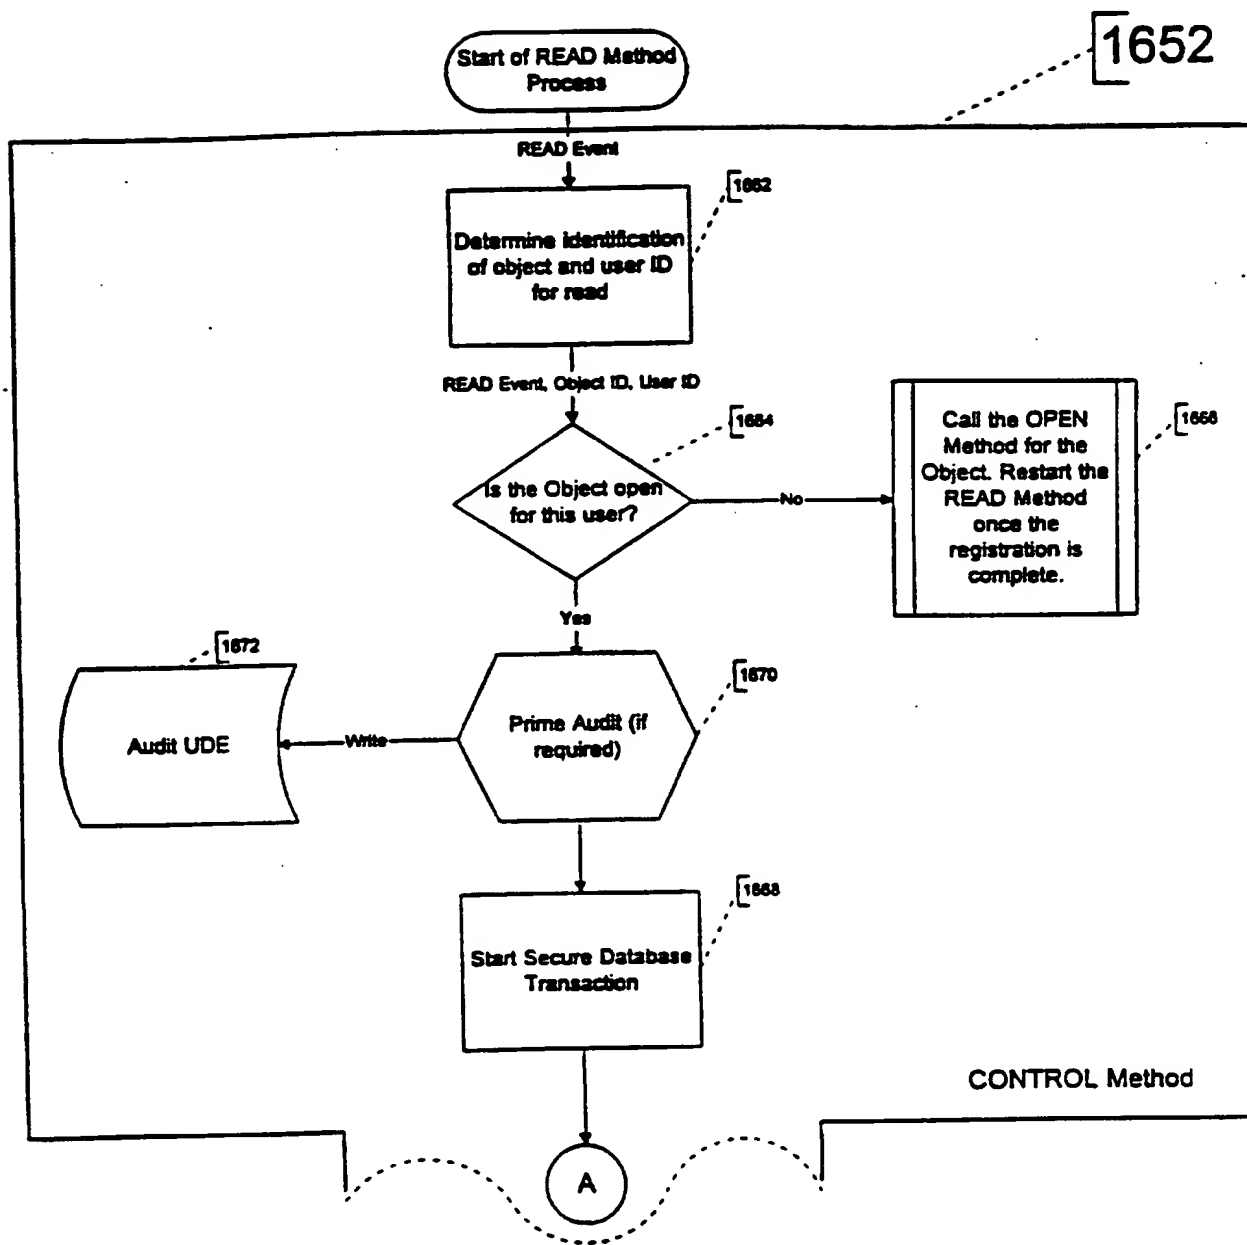 1652
Start of READ Method
Process
READ Event
1662
Determine identification
of object and user ID
for read
READ Event, Object ID, User ID
1664
Is the Object open
for this user?
No
Call the OPEN
Method for the
Object. Restart the
READ Method
once the
registration is
complete.
1666
Yes
1672
Audit UDE
Write
Prime Audit (if
required)
1670
1668
Start Secure Database
Transaction
CONTROL Method
A